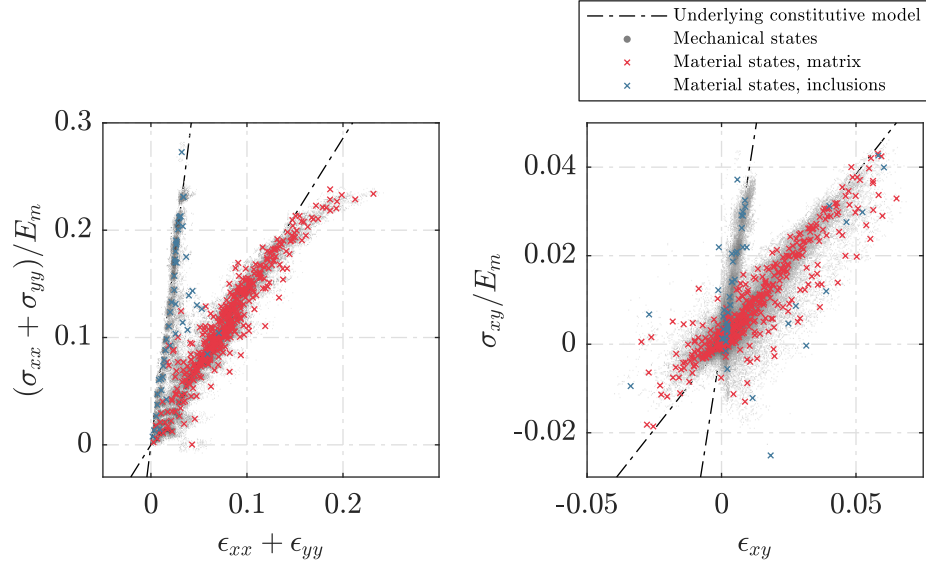 Underlying constitutive model
Mechanical states
Material states, matrix
Material states, inclusions
0.3
0.2
0.1
0
0 0.1 0.2
(σxx + σyy)/Em
ϵxx + ϵyy
0.04
0.02
0
-0.02
-0.05 0 0.05
σxy/Em
ϵxy